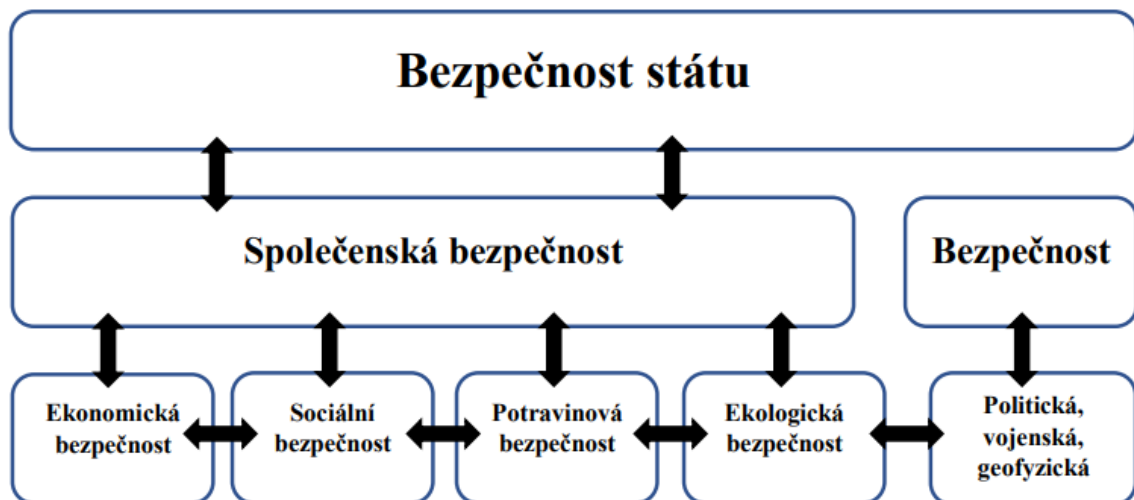 Bezpečnost státu
Společenská bezpečnost
Bezpečnost
Ekonomická
bezpečnost
Sociální
bezpečnost
Potravinová
bezpečnost
Ekologická
bezpečnost
Politická,
vojenská,
geofyzická